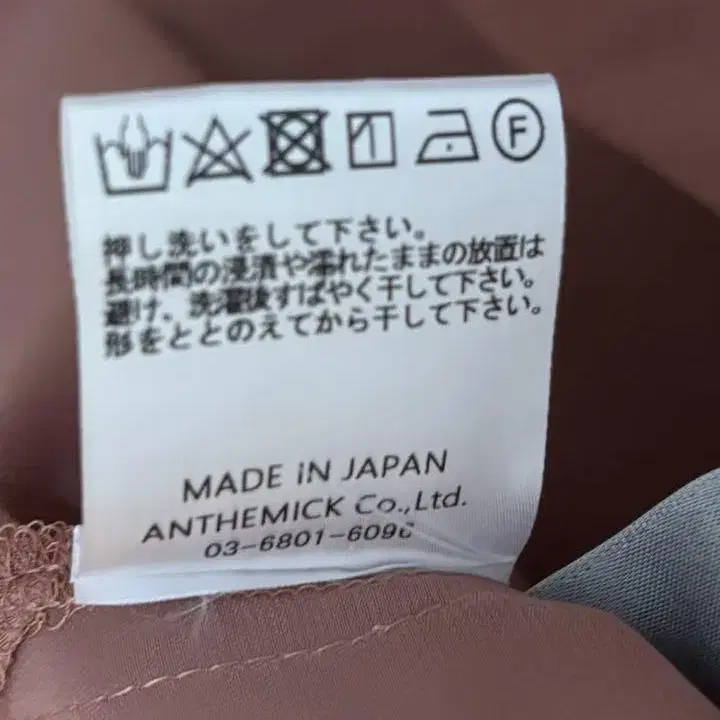 F
押し洗いをして下さい。
長時間の浸漬や濡れたままの放置は
避け、洗濯後すばやく干して下さい。
形をととのえてから干して下さい。
MADE iN JAPAN
ANTHEMICK Co.,Ltd.
03-6801-6096